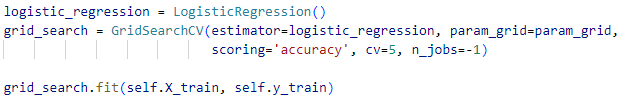 logistic_regression = LogisticRegression()
grid_search = GridSearchCV(estimator=logistic_regression, param_grid=param_grid,
scoring='accuracy', cv=5, n_jobs=-1)
grid_search.fit(self.X_train, self.y_train)